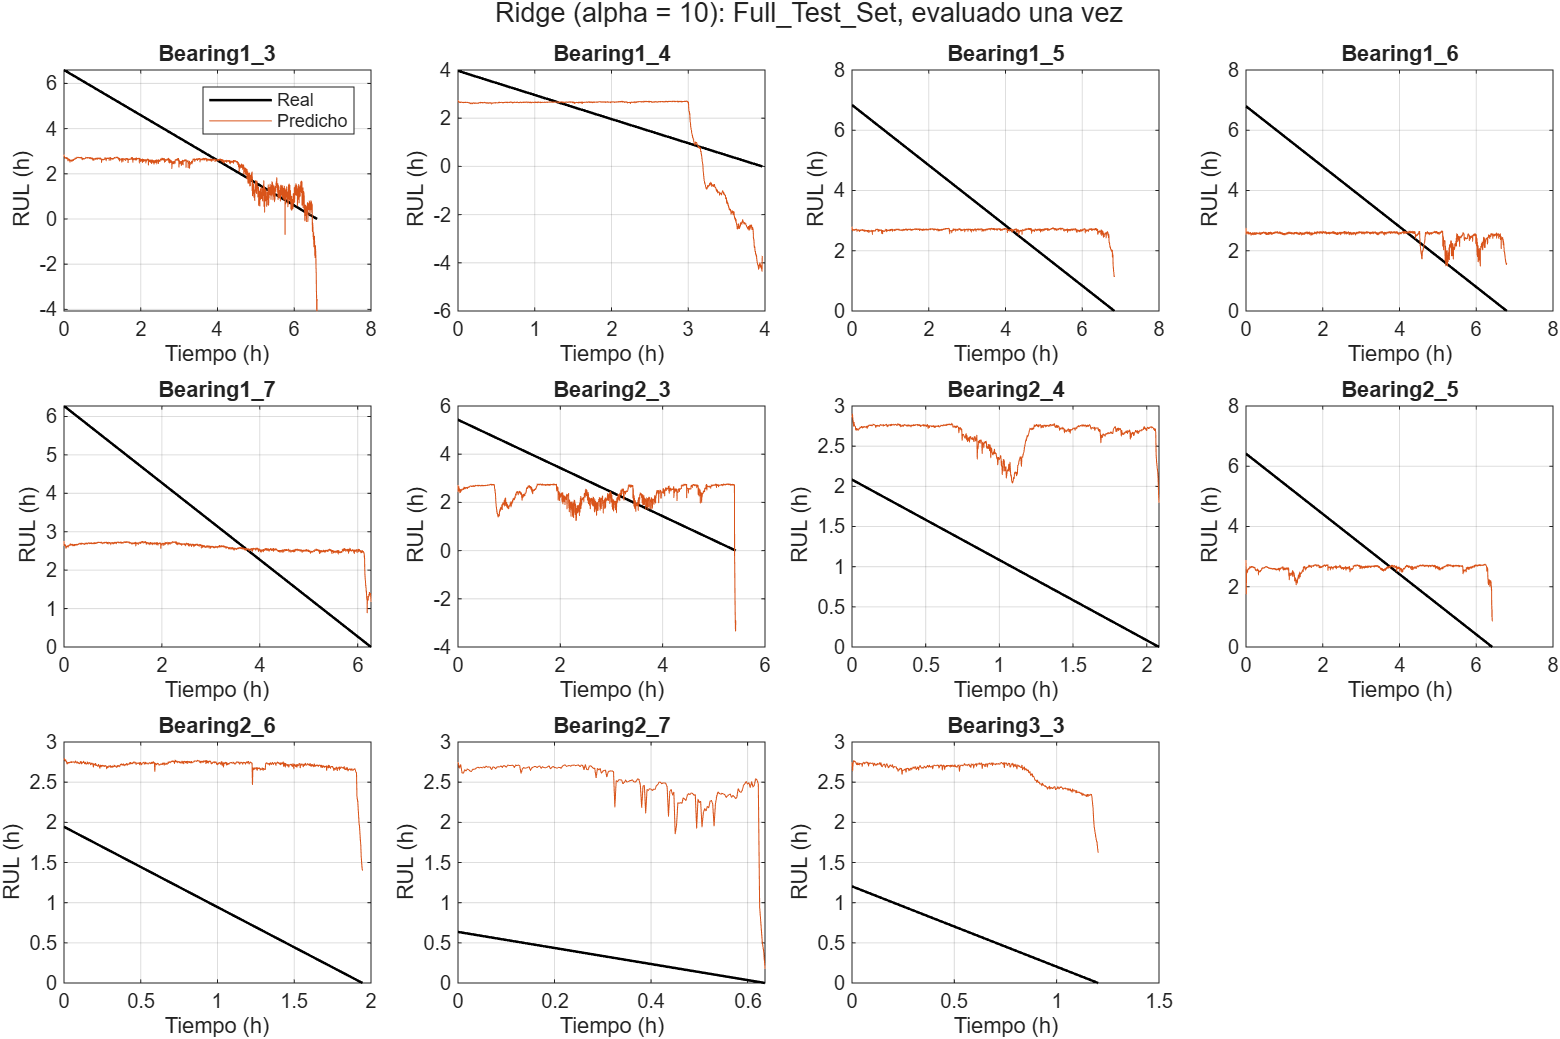 Ridge (alpha = 10): Full_Test_Set, evaluado una vez
Bearing1_3
6
4
2
0
-2
-4
RUL (h)
Real
Predicho
0 2 4 6 8
Tiempo (h)
Bearing1_4
4
2
0
-2
-4
-6
RUL (h)
0 1 2 3 4
Tiempo (h)
Bearing1_5
8
6
4
2
0
RUL (h)
0 2 4 6 8
Tiempo (h)
Bearing1_6
8
6
4
2
0
RUL (h)
0 2 4 6 8
Tiempo (h)
Bearing1_7
6
5
4
3
2
1
0
RUL (h)
0 2 4 6
Tiempo (h)
Bearing2_3
6
4
2
0
-2
-4
RUL (h)
0 2 4 6
Tiempo (h)
Bearing2_4
3
2.5
2
1.5
1
0.5
0
RUL (h)
0 0.5 1 1.5 2
Tiempo (h)
Bearing2_5
8
6
4
2
0
RUL (h)
0 2 4 6 8
Tiempo (h)
Bearing2_6
3
2.5
2
1.5
1
0.5
0
RUL (h)
0 0.5 1 1.5 2
Tiempo (h)
Bearing2_7
3
2.5
2
1.5
1
0.5
0
RUL (h)
0 0.2 0.4 0.6
Tiempo (h)
Bearing3_3
3
2.5
2
1.5
1
0.5
0
RUL (h)
0 0.5 1 1.5
Tiempo (h)